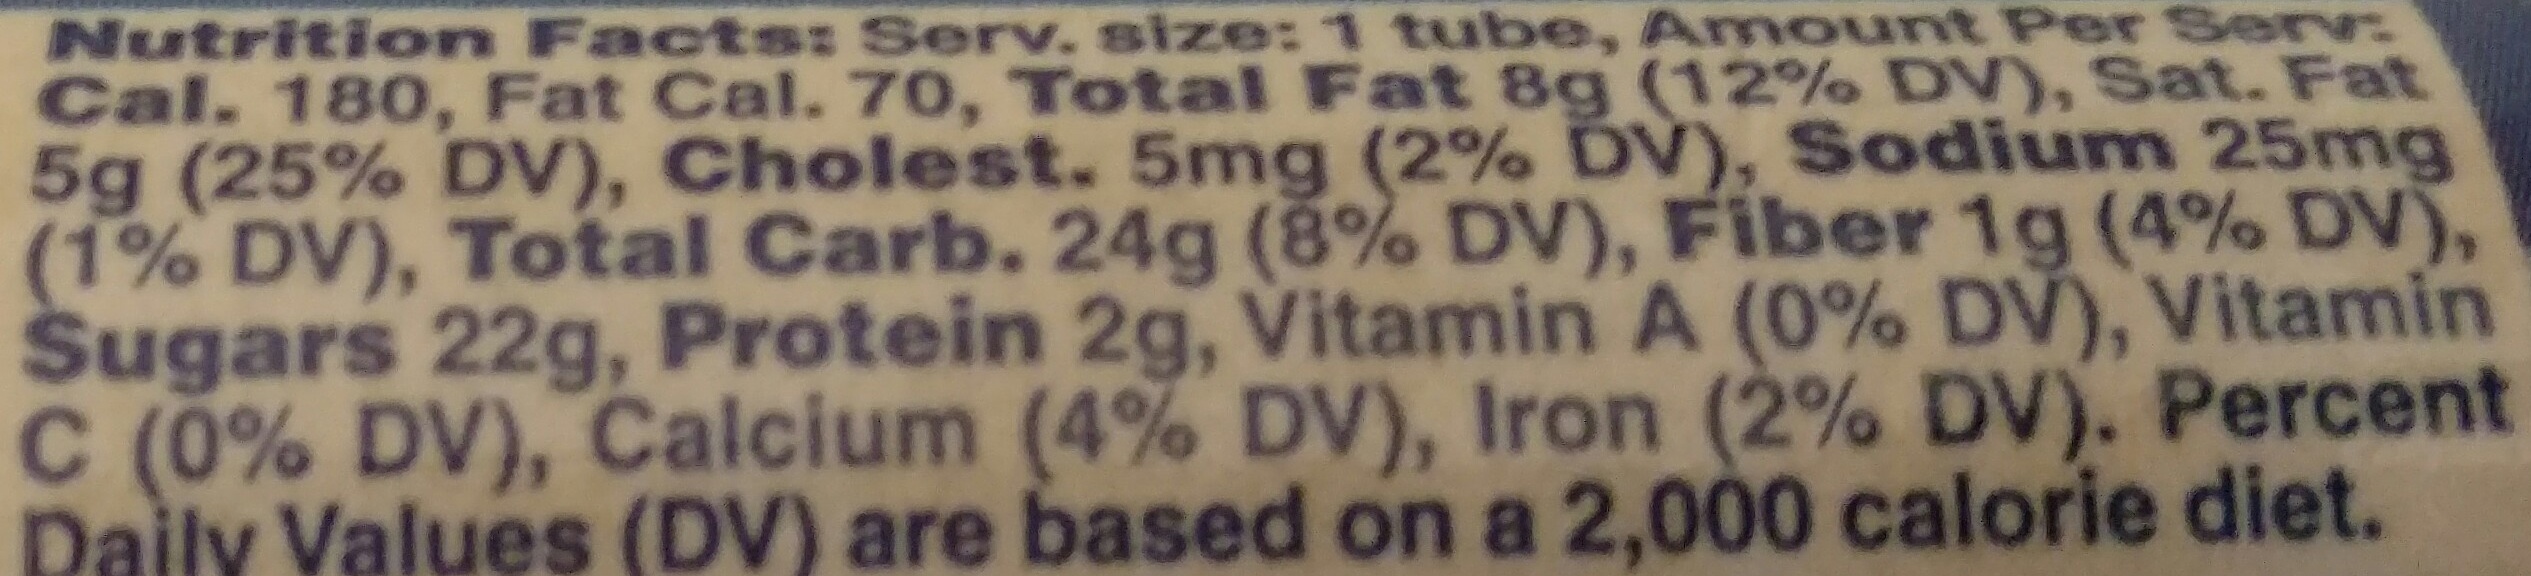 Nutrition Facts: Serv. size: 1 tube, Amount Per Serv:
Cal. 180, Fat Cal. 70, Total Fat 8g (12% DV), Sat. Fat
5g (25% DV), Cholest. 5mg (2% DV), Sodium 25mg
(1% DV), Total Carb. 24g (8% DV), Fiber 1g (4% DV),
Sugars 22g, Protein 2g, Vitamin A (0% DV), Vitamin
C (0% DV), Calcium (4% DV), Iron (2% DV). Percent
Daily Values (DV) are based on a 2,000 calorie diet.